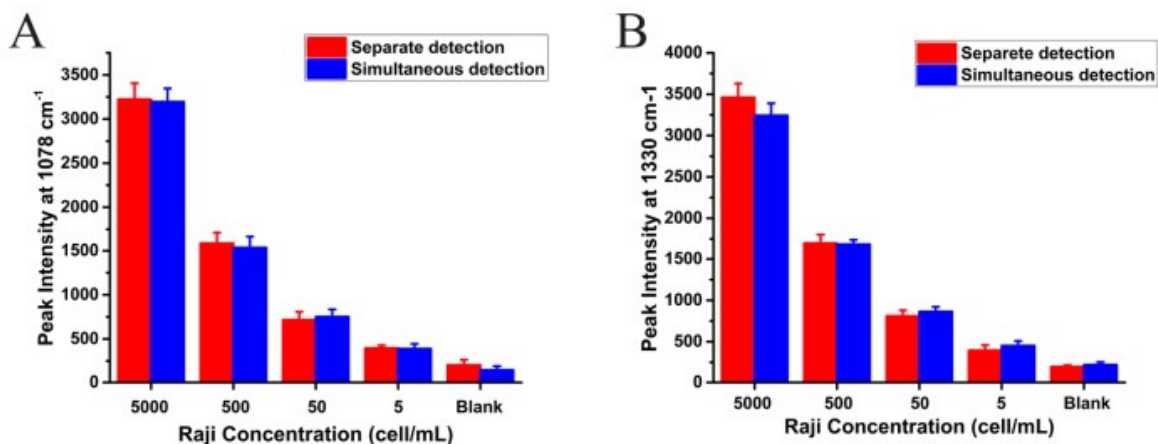 A
Separate detection
Simultaneous detection
Peak Intensity at 1078 cm⁻¹
3500
3000
2500
2000
1500
1000
500
0
5000 500 50 5 Blank
Raji Concentration (cell/mL)
B
Separete detection
Simultaneous detection
Peak Intensity at 1330 cm-1
4000
3500
3000
2500
2000
1500
1000
500
0
5000 500 50 5 Blank
Raji Concentration (cell/mL)